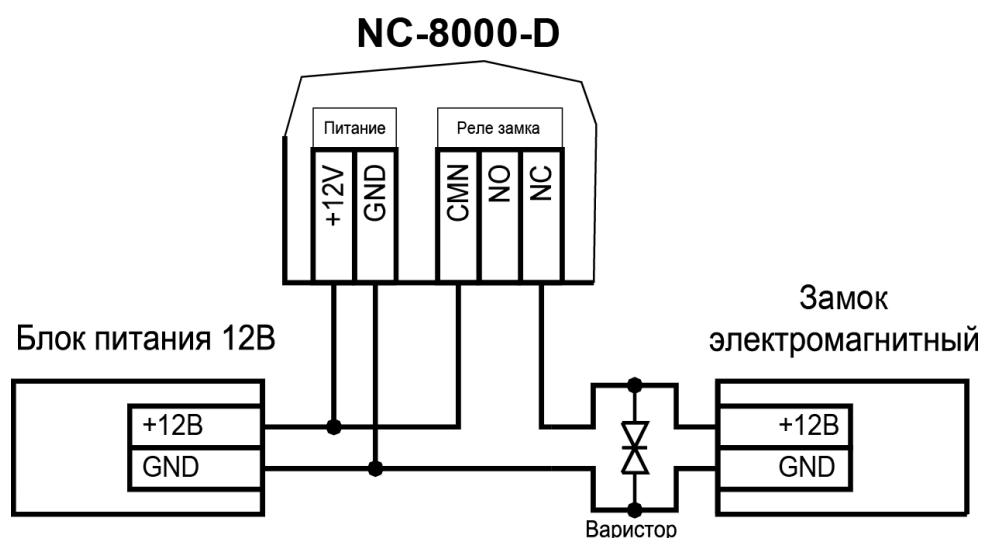 NC-8000-D
Питание
Реле замка
+12V
GND
CMN
NO
NC
Блок питания 12В
Замок
электромагнитный
+12В
GND
+12В
GND
Варистор